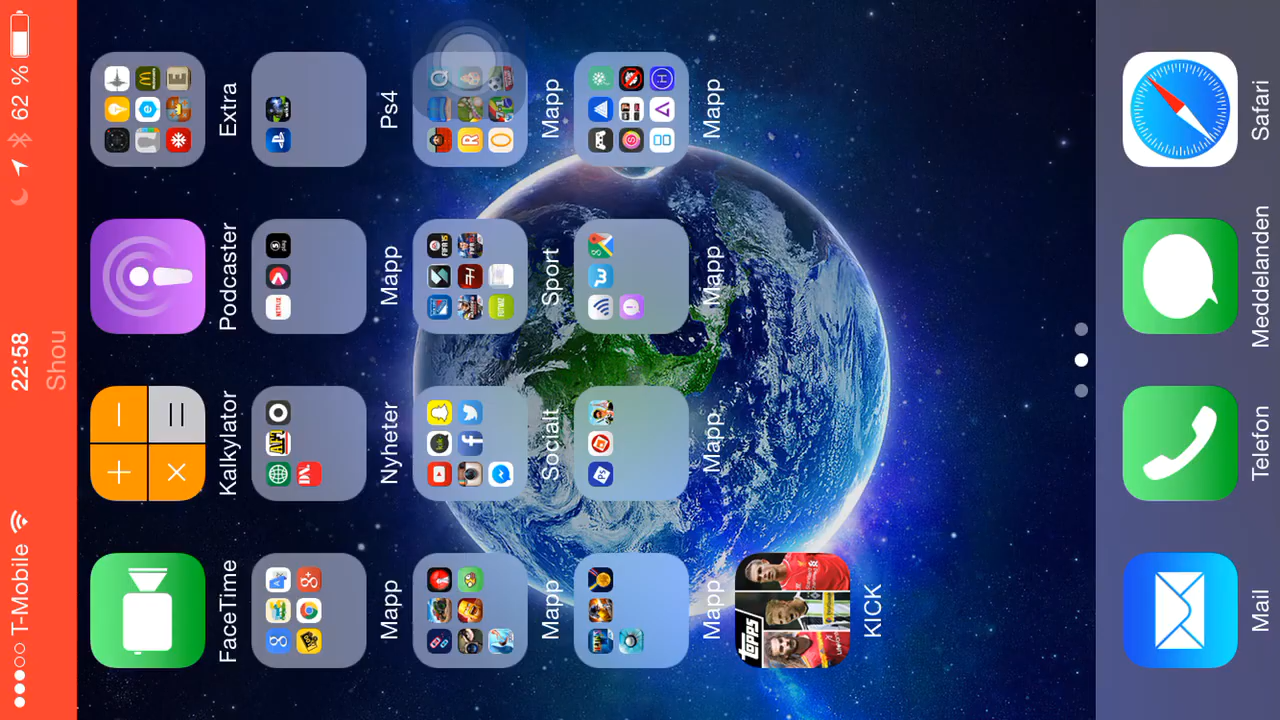 T-Mobile 22:58 62 %
Shou
FaceTime Kalkylator Podcaster Extra
Mapp Nyheter Mapp Ps4
Mapp Socialt Sport Mapp
Mapp Mapp Mapp Mapp
topps
KICK
Mail Telefon Meddelanden Safari